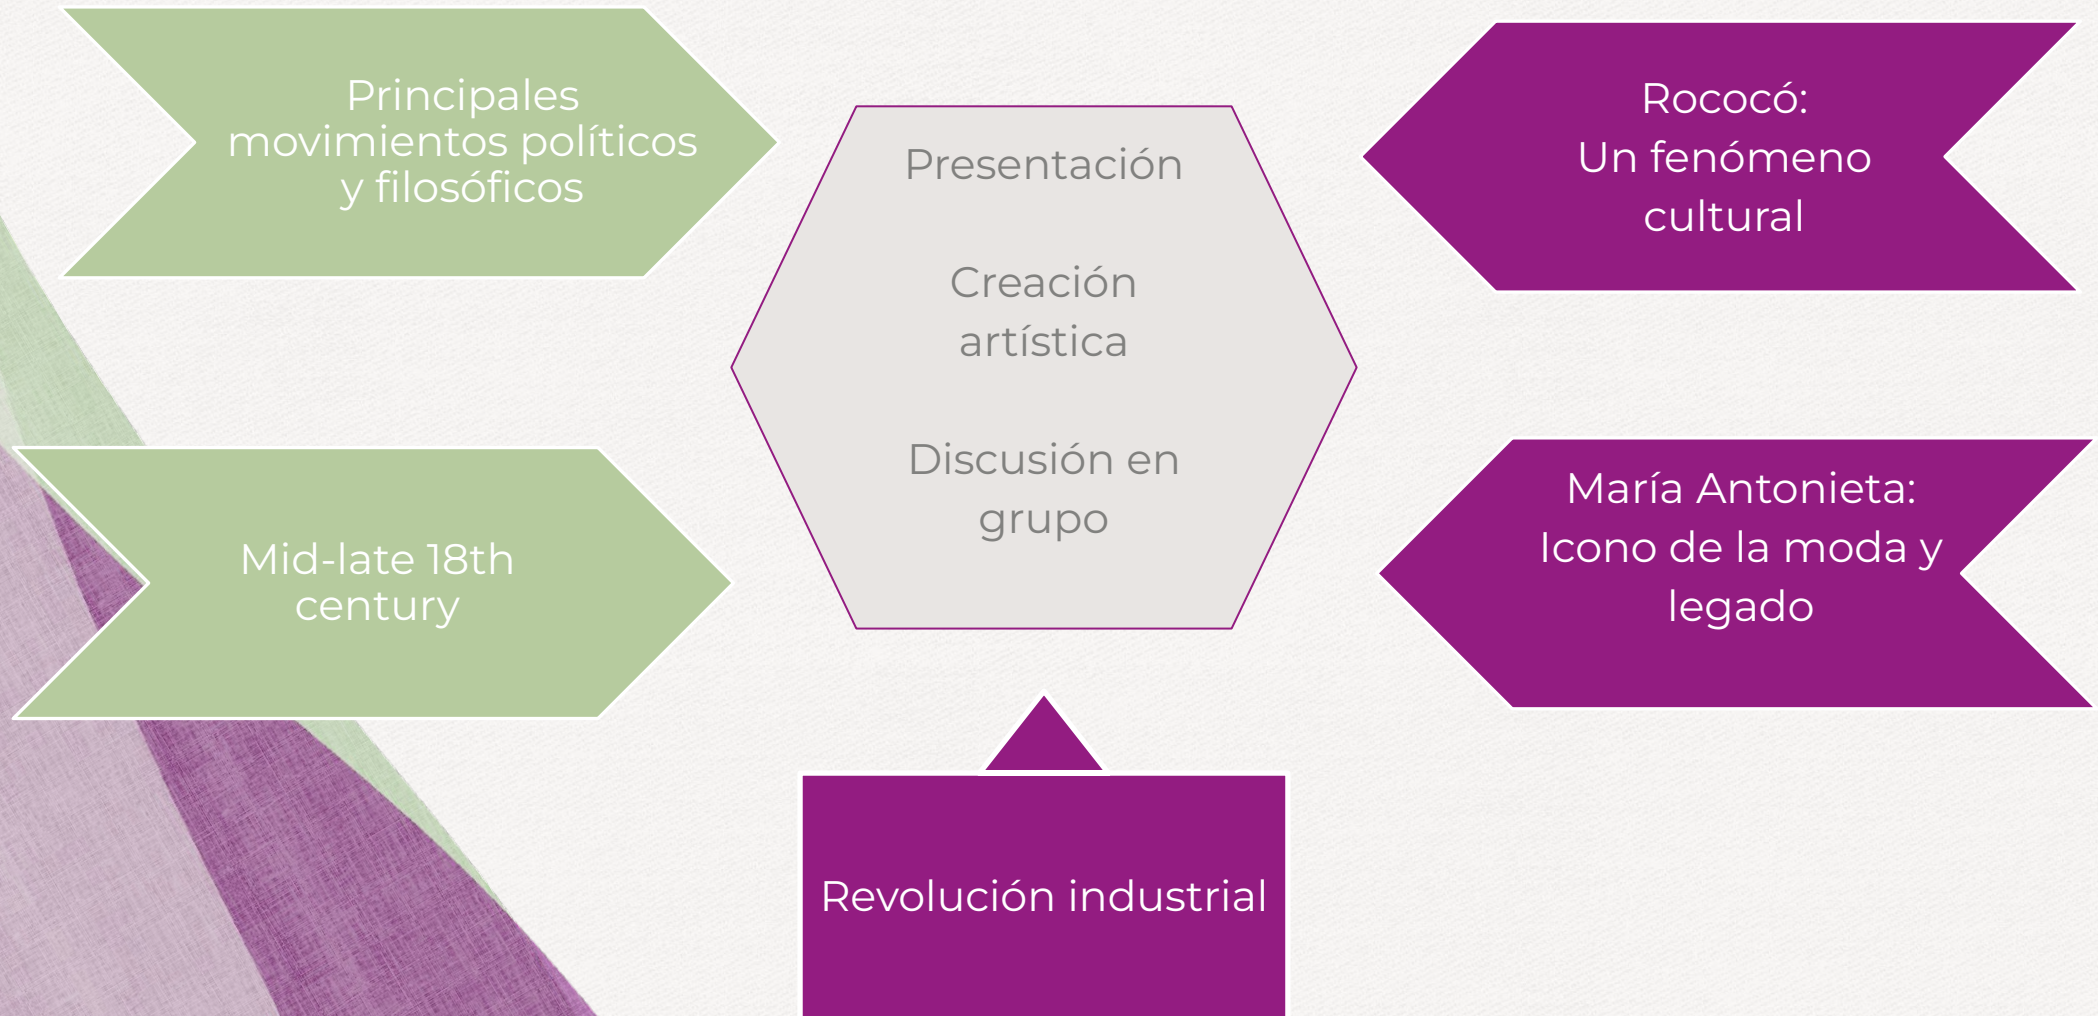 Principales
movimientos políticos
y filosóficos
Mid-late 18th
century
Presentación
Creación
artística
Discusión en
grupo
Rococó:
Un fenómeno
cultural
María Antonieta:
Icono de la moda y
legado
Revolución industrial